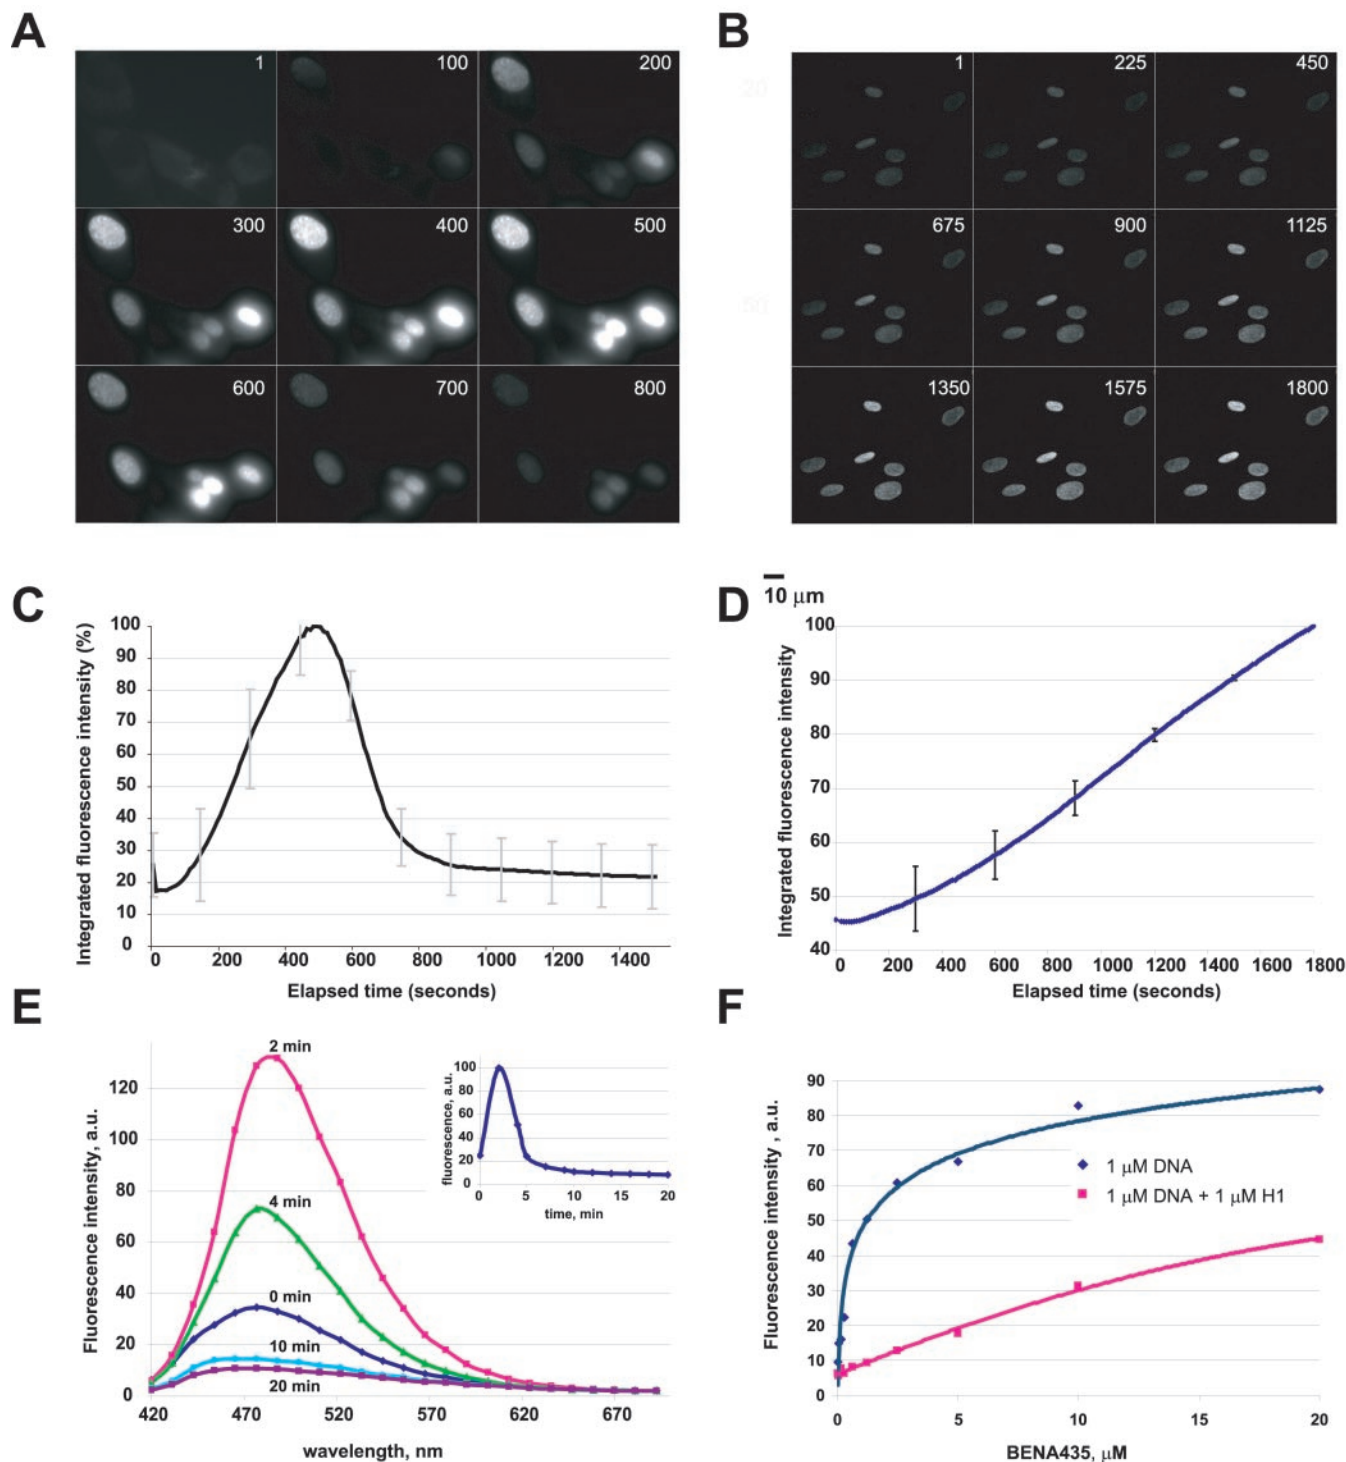 A
1 100 200
300 400 500
600 700 800
B
20
50
1 225 450
675 900 1125
1350 1575 1800
10 μm
C
Integrated fluorescence intensity (%)
100
90
80
70
60
50
40
30
20
10
0
0 200 400 600 800 1000 1200 1400
Elapsed time (seconds)
D
Integrated fluorescence intensity
100
90
80
70
60
50
40
0 200 400 600 800 1000 1200 1400 1600 1800
Elapsed time (seconds)
E
Fluorescence intensity, a.u.
120
100
80
60
40
20
0
420 470 520 570 620 670
wavelength, nm
2 min
4 min
0 min
10 min
20 min
fluorescence, a.u.
100
80
60
40
20
0
0 5 10 15 20
time, min
F
Fluorescence intensity , a.u.
90
80
70
60
50
40
30
20
10
0
0 5 10 15 20
BENA435, μM
1 μM DNA
1 μM DNA + 1 μM H1